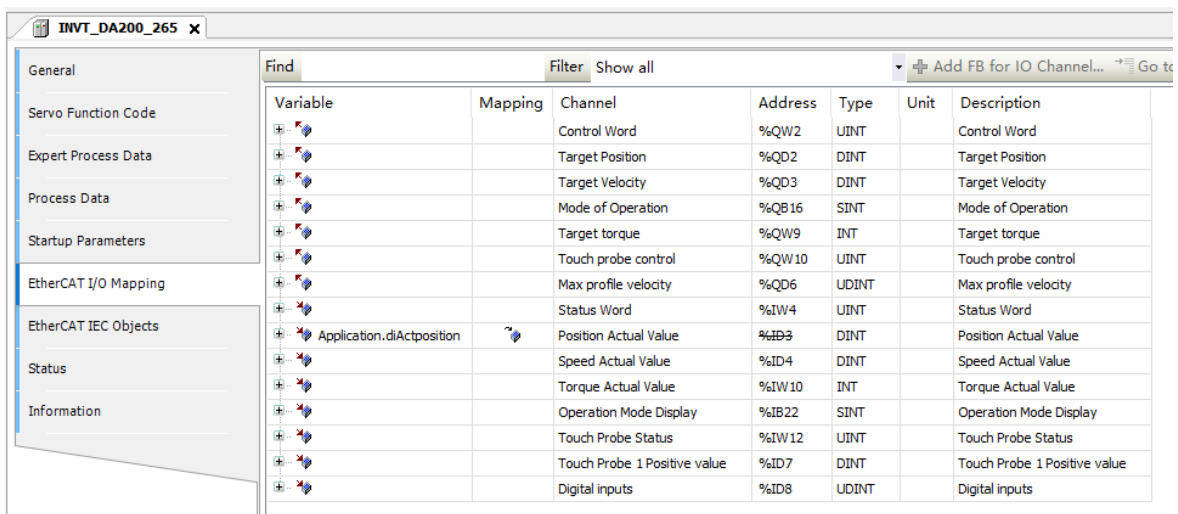 INVT_DA200_265 X
General
Servo Function Code
Expert Process Data
Process Data
Startup Parameters
EtherCAT I/O Mapping
EtherCAT IEC Objects
Status
Information
Find Filter Show all Add FB for IO Channel... Go to
Variable Mapping Channel Address Type Unit Description
Control Word %QW2 UINT Control Word
Target Position %QD2 DINT Target Position
Target Velocity %QD3 DINT Target Velocity
Mode of Operation %QB16 SINT Mode of Operation
Target torque %QW9 INT Target torque
Touch probe control %QW10 UINT Touch probe control
Max profile velocity %QD6 UDINT Max profile velocity
Status Word %IW4 UINT Status Word
Application.diActposition Position Actual Value %ID3 DINT Position Actual Value
Speed Actual Value %ID4 DINT Speed Actual Value
Torque Actual Value %IW10 INT Torque Actual Value
Operation Mode Display %IB22 SINT Operation Mode Display
Touch Probe Status %IW12 UINT Touch Probe Status
Touch Probe 1 Positive value %ID7 DINT Touch Probe 1 Positive value
Digital inputs %ID8 UDINT Digital inputs